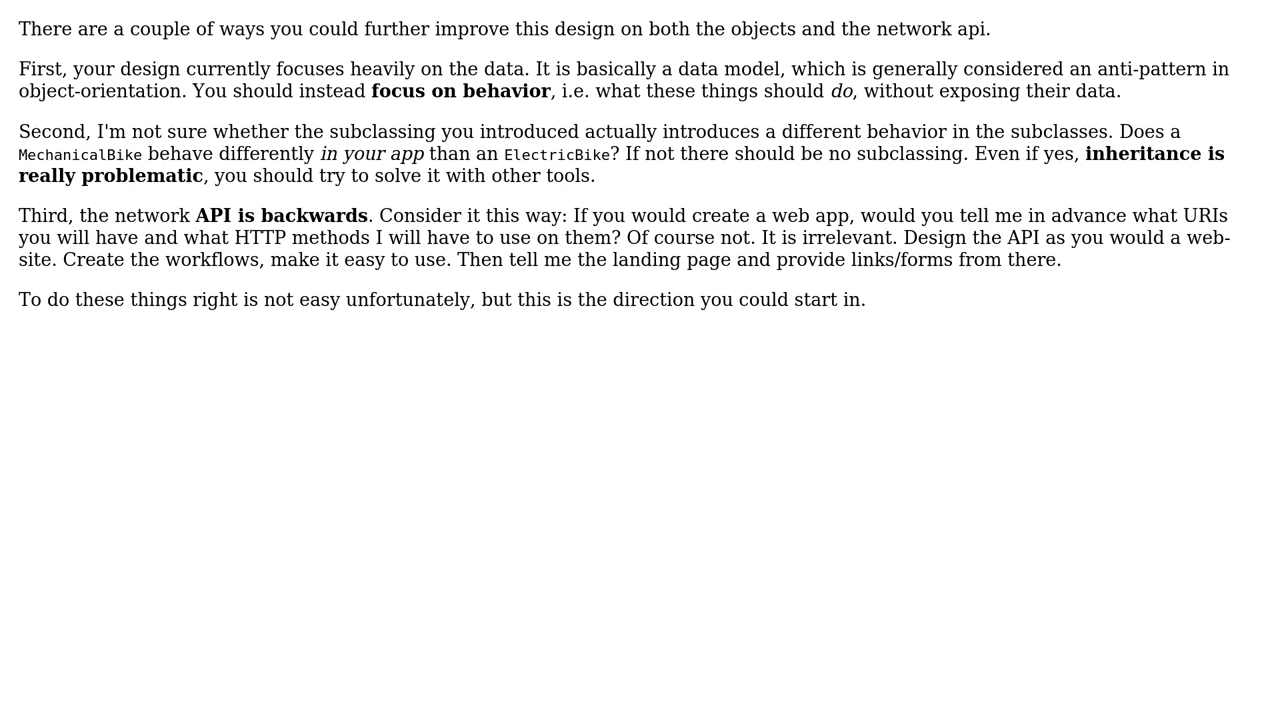 There are a couple of ways you could further improve this design on both the objects and the network api.
First, your design currently focuses heavily on the data. It is basically a data model, which is generally considered an anti-pattern in
object-orientation. You should instead focus on behavior, i.e. what these things should do, without exposing their data.
Second, I'm not sure whether the subclassing you introduced actually introduces a different behavior in the subclasses. Does a
MechanicalBike behave differently in your app than an ElectricBike? If not there should be no subclassing. Even if yes, inheritance is
really problematic, you should try to solve it with other tools.
Third, the network API is backwards. Consider it this way: If you would create a web app, would you tell me in advance what URIs
you will have and what HTTP methods I will have to use on them? Of course not. It is irrelevant. Design the API as you would a web-
site. Create the workflows, make it easy to use. Then tell me the landing page and provide links/forms from there.
To do these things right is not easy unfortunately, but this is the direction you could start in.